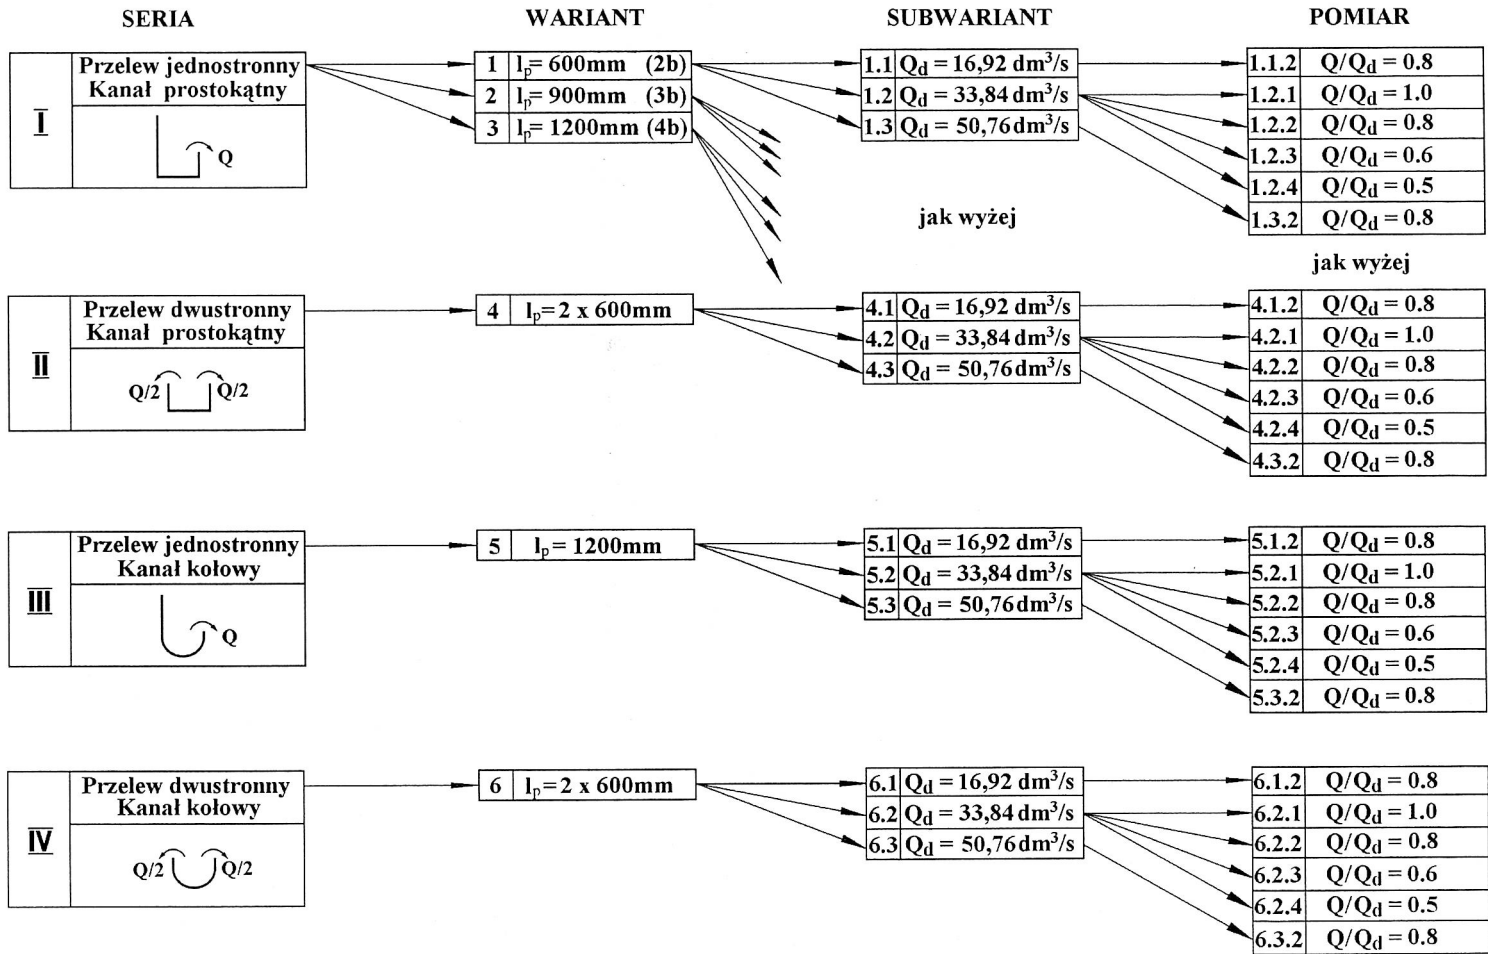 SERIA WARIANT SUBWARIANT POMIAR
I
Przelew jednostronny
Kanał prostokątny
Q
1 lp= 600mm (2b)
2 lp= 900mm (3b)
3 lp= 1200mm (4b)
1.1 Qd = 16,92 dm³/s
1.2 Qd = 33,84 dm³/s
1.3 Qd = 50,76 dm³/s
jak wyżej
1.1.2 Q/Qd = 0.8
1.2.1 Q/Qd = 1.0
1.2.2 Q/Qd = 0.8
1.2.3 Q/Qd = 0.6
1.2.4 Q/Qd = 0.5
1.3.2 Q/Qd = 0.8
jak wyżej
II
Przelew dwustronny
Kanał prostokątny
Q/2 Q/2
4 lp= 2 x 600mm
4.1 Qd = 16,92 dm³/s
4.2 Qd = 33,84 dm³/s
4.3 Qd = 50,76 dm³/s
4.1.2 Q/Qd = 0.8
4.2.1 Q/Qd = 1.0
4.2.2 Q/Qd = 0.8
4.2.3 Q/Qd = 0.6
4.2.4 Q/Qd = 0.5
4.3.2 Q/Qd = 0.8
III
Przelew jednostronny
Kanał kołowy
Q
5 lp= 1200mm
5.1 Qd = 16,92 dm³/s
5.2 Qd = 33,84 dm³/s
5.3 Qd = 50,76 dm³/s
5.1.2 Q/Qd = 0.8
5.2.1 Q/Qd = 1.0
5.2.2 Q/Qd = 0.8
5.2.3 Q/Qd = 0.6
5.2.4 Q/Qd = 0.5
5.3.2 Q/Qd = 0.8
IV
Przelew dwustronny
Kanał kołowy
Q/2 Q/2
6 lp= 2 x 600mm
6.1 Qd = 16,92 dm³/s
6.2 Qd = 33,84 dm³/s
6.3 Qd = 50,76 dm³/s
6.1.2 Q/Qd = 0.8
6.2.1 Q/Qd = 1.0
6.2.2 Q/Qd = 0.8
6.2.3 Q/Qd = 0.6
6.2.4 Q/Qd = 0.5
6.3.2 Q/Qd = 0.8